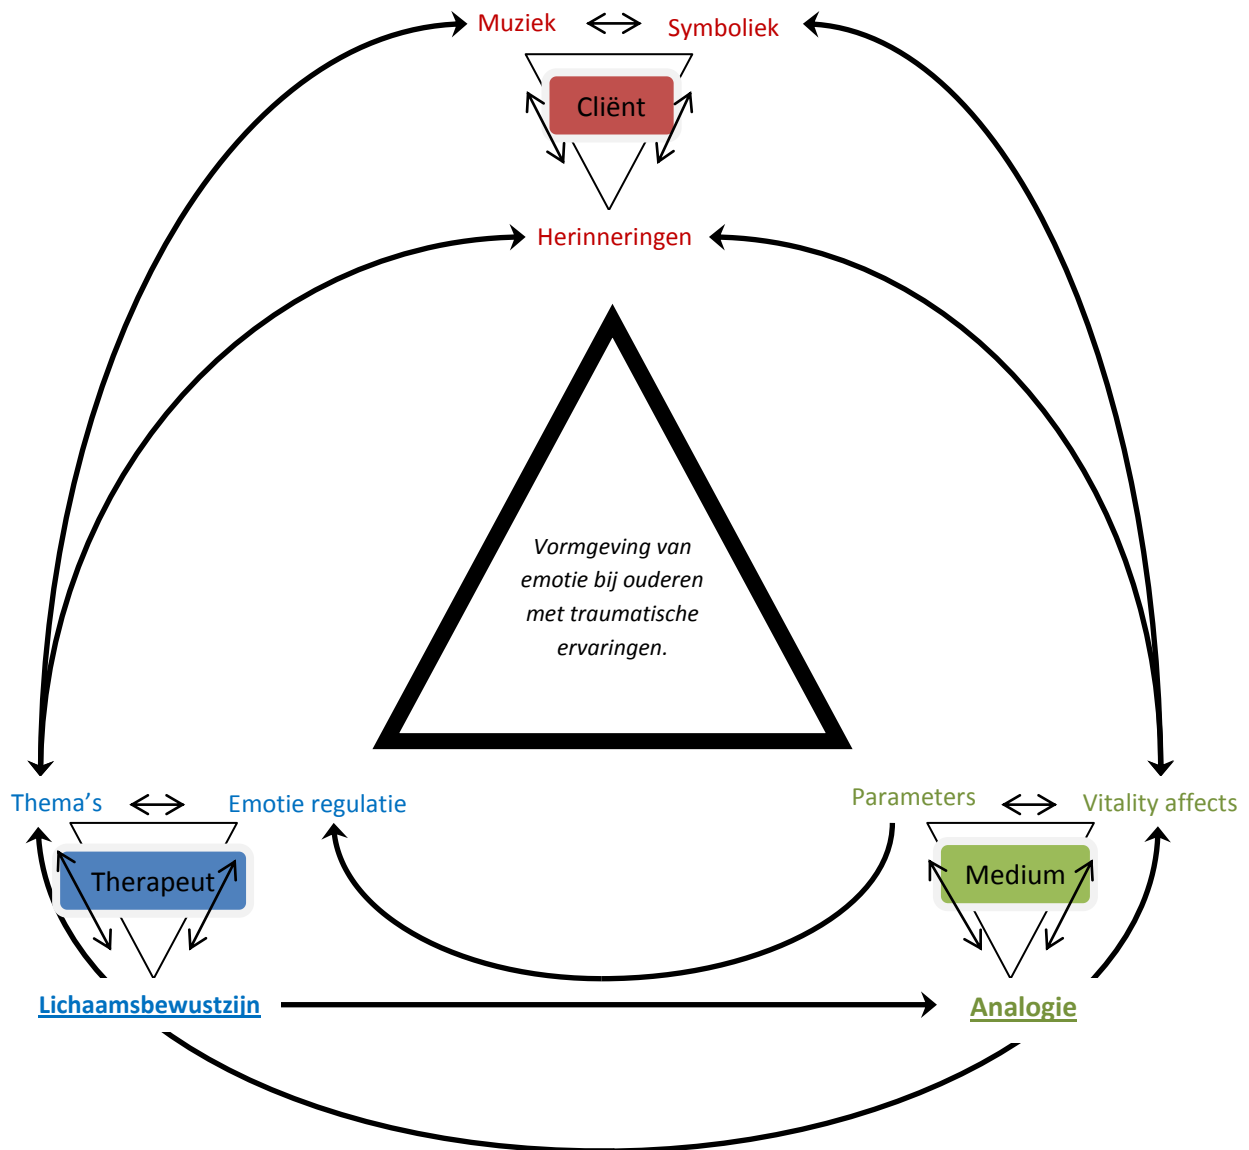 Muziek
Symboliek
Cliënt
Herinneringen
Vormgeving van
emotie bij ouderen
met traumatische
ervaringen.
Thema's
Emotie regulatie
Parameters
Vitality affects
Therapeut
Medium
Lichaamsbewustzijn
Analogie